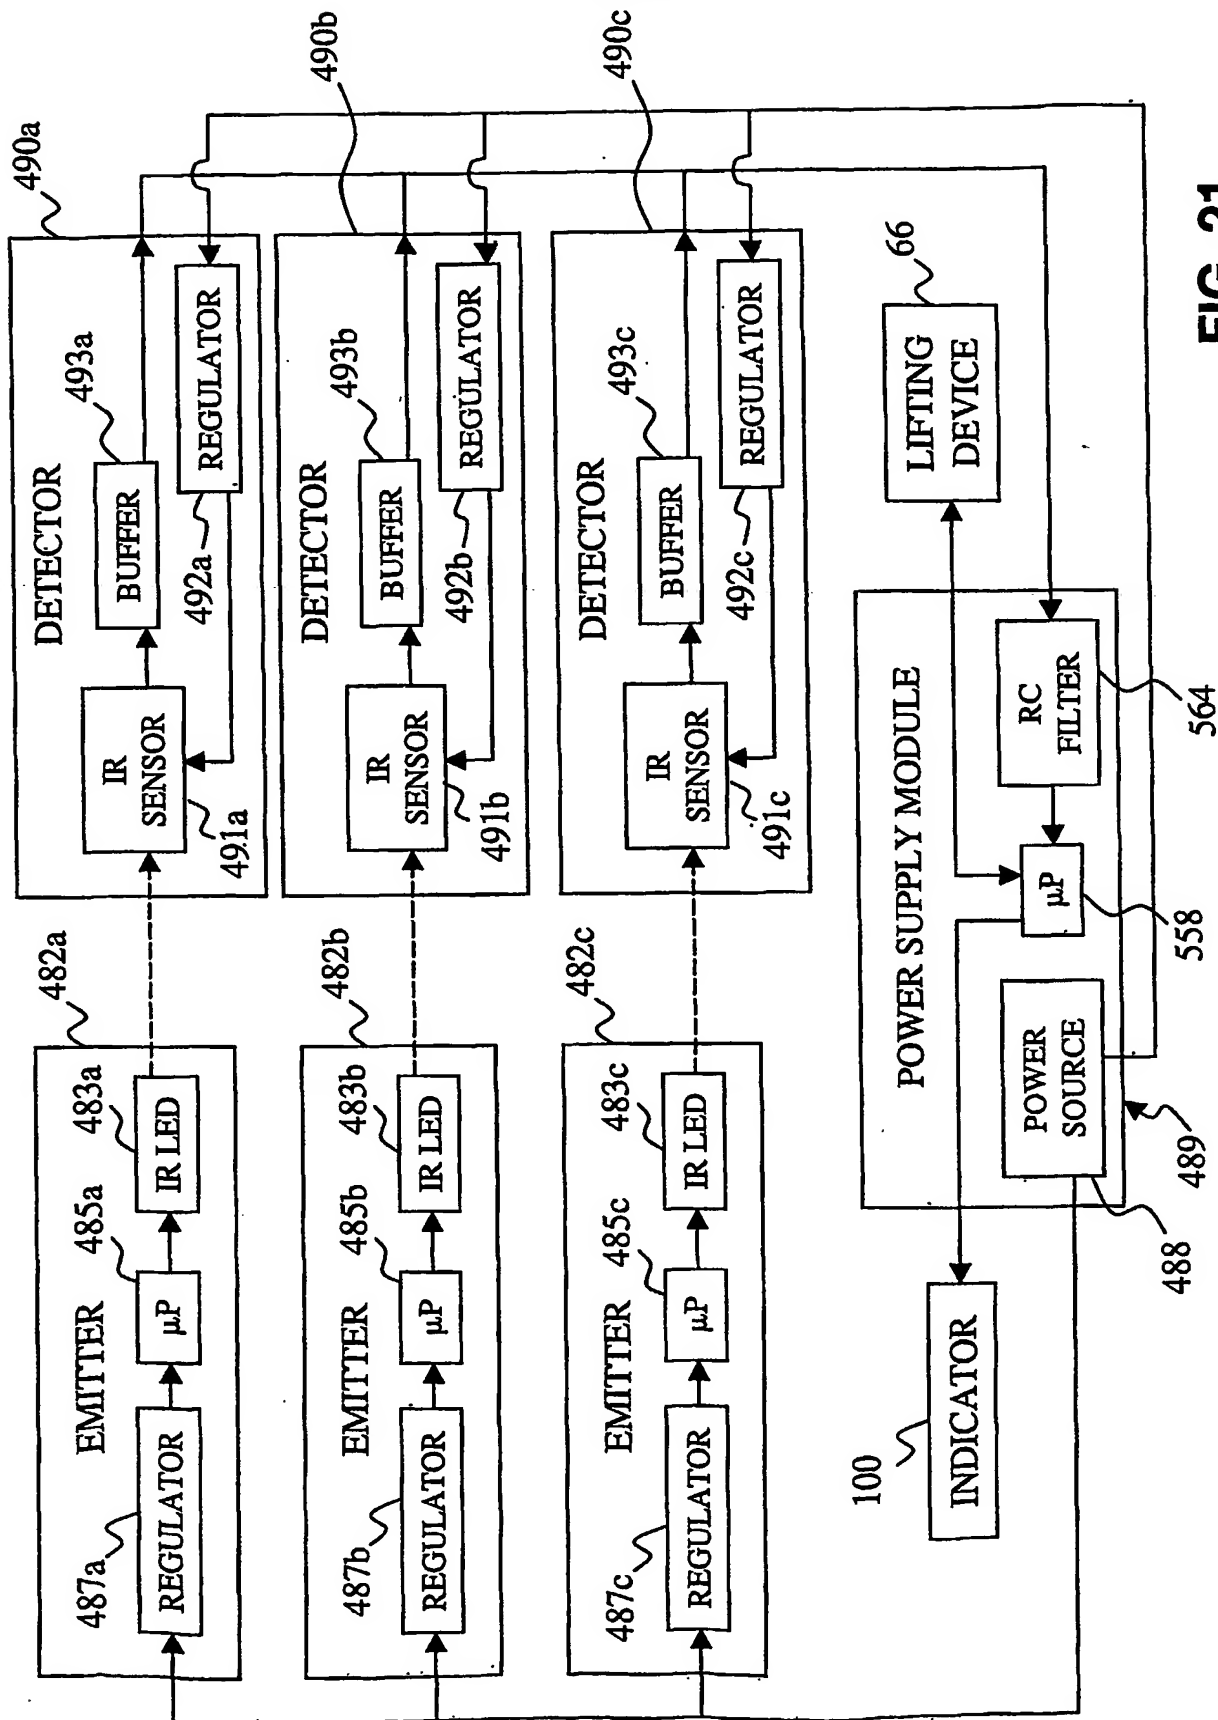 482a
EMITTER
487a
REGULATOR
485a
µP
483a
IR LED
490a
DETECTOR
491a
IR
SENSOR
493a
BUFFER
492a
REGULATOR
482b
EMITTER
487b
REGULATOR
485b
µP
483b
IR LED
490b
DETECTOR
491b
IR
SENSOR
493b
BUFFER
492b
REGULATOR
482c
EMITTER
487c
REGULATOR
485c
µP
483c
IR LED
490c
DETECTOR
491c
IR
SENSOR
493c
BUFFER
492c
REGULATOR
100
INDICATOR
POWER SUPPLY MODULE
POWER
SOURCE
488
489
µP
558
RC
FILTER
564
LIFTING
DEVICE
66
FIG. 21